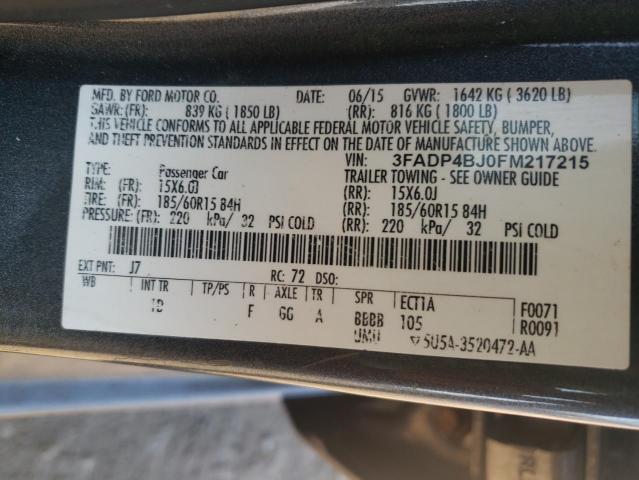 MFD. BY FORD MOTOR CO. DATE: 06/15 GVWR: 1642 KG ( 3620 LB)
GAWR: (FR): 839 KG ( 1850 LB) (RR): 816 KG ( 1800 LB)
THIS VEHICLE CONFORMS TO ALL APPLICABLE FEDERAL MOTOR VEHICLE SAFETY, BUMPER,
AND THEFT PREVENTION STANDARDS IN EFFECT ON THE DATE OF MANUFACTURE SHOWN ABOVE.
VIN: 3FADP4BJ0FM217215
TYPE: Passenger Car TRAILER TOWING - SEE OWNER GUIDE
RIM: (FR) 15X6.0J (RR): 15X6.0J
TIRE: (FR) 185/60R15 84H (RR): 185/60R15 84H
PRESSURE: (FR): 220 kPa/ 32 PSI COLD (RR): 220 kPa/ 32 PSI COLD
EXT PNT: J7 RC: 72 DSO:
WB INT TR TP/PS R AXLE TR SPR ECT1A F0071
F GG A BBBB 105 R0091
5U5A-3520472-AA